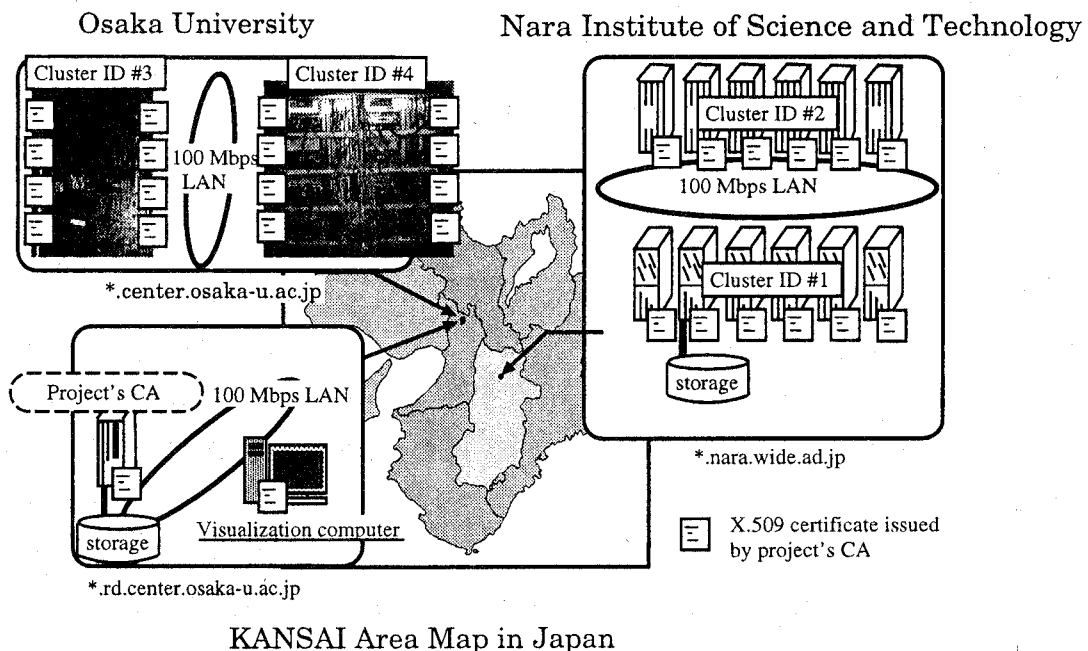 Osaka University
Nara Institute of Science and Technology
Cluster ID #3
Cluster ID #4
100 Mbps
LAN
*.center.osaka-u.ac.jp
Cluster ID #2
100 Mbps LAN
Cluster ID #1
storage
*.nara.wide.ad.jp
Project's CA
100 Mbps LAN
storage
Visualization computer
*.rd.center.osaka-u.ac.jp
X.509 certificate issued
by project's CA
KANSAI Area Map in Japan